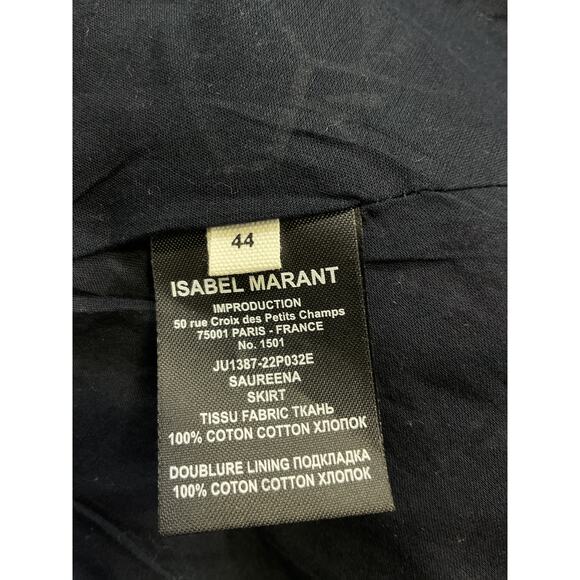 44
ISABEL MARANT
IMPRODUCTION
50 rue Croix des Petits Champs
75001 PARIS - FRANCE
No. 1501
JU1387-22P032E
SAUREENA
SKIRT
TISSU FABRIC ТКАНЬ
100% COTON COTTON ХЛОПОК
DOUBLURE LINING ПОДКЛАДКА
100% COTON COTTON ХЛОПОК